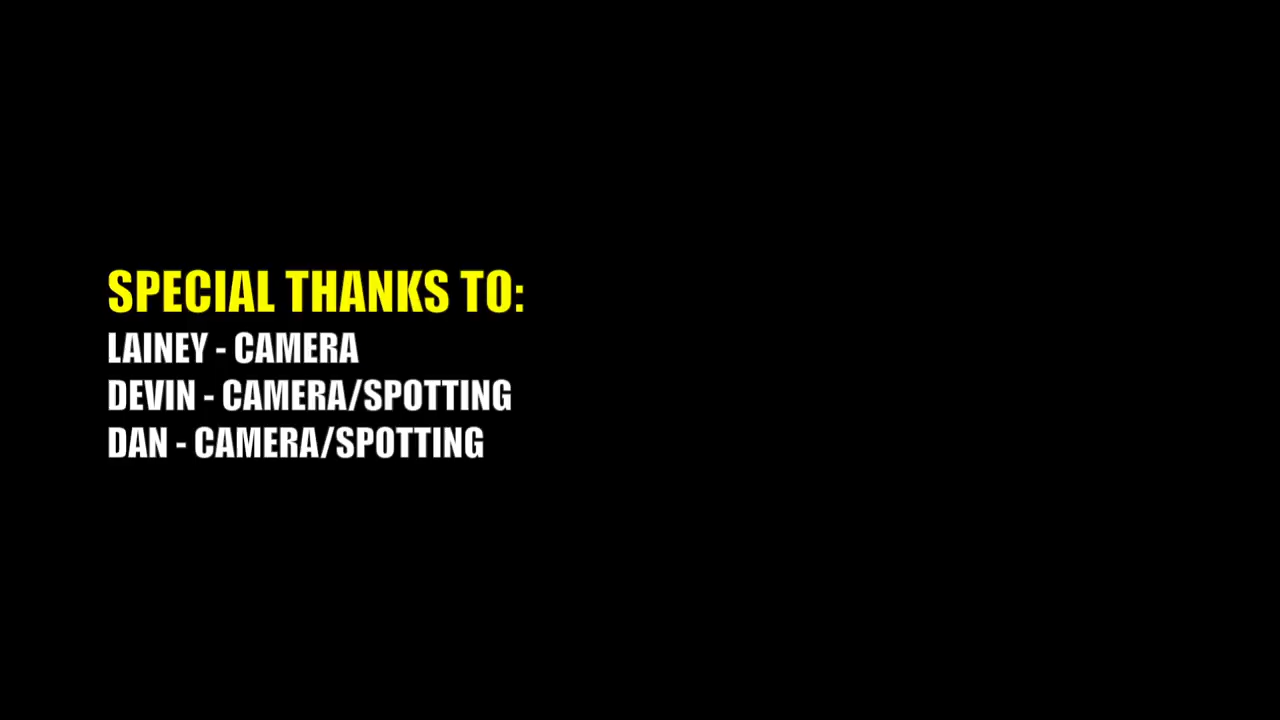 SPECIAL THANKS TO:
LAINEY - CAMERA
DEVIN - CAMERA/SPOTTING
DAN - CAMERA/SPOTTING